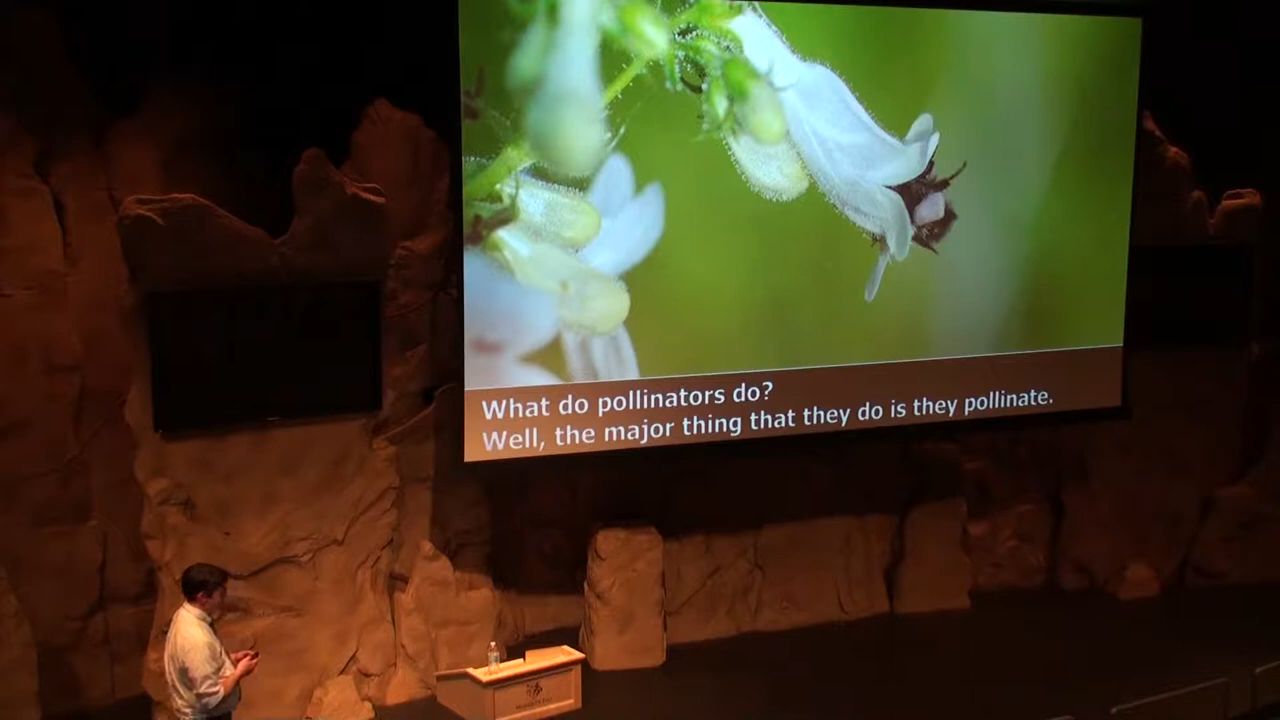 What do pollinators do?
Well, the major thing that they do is they pollinate.